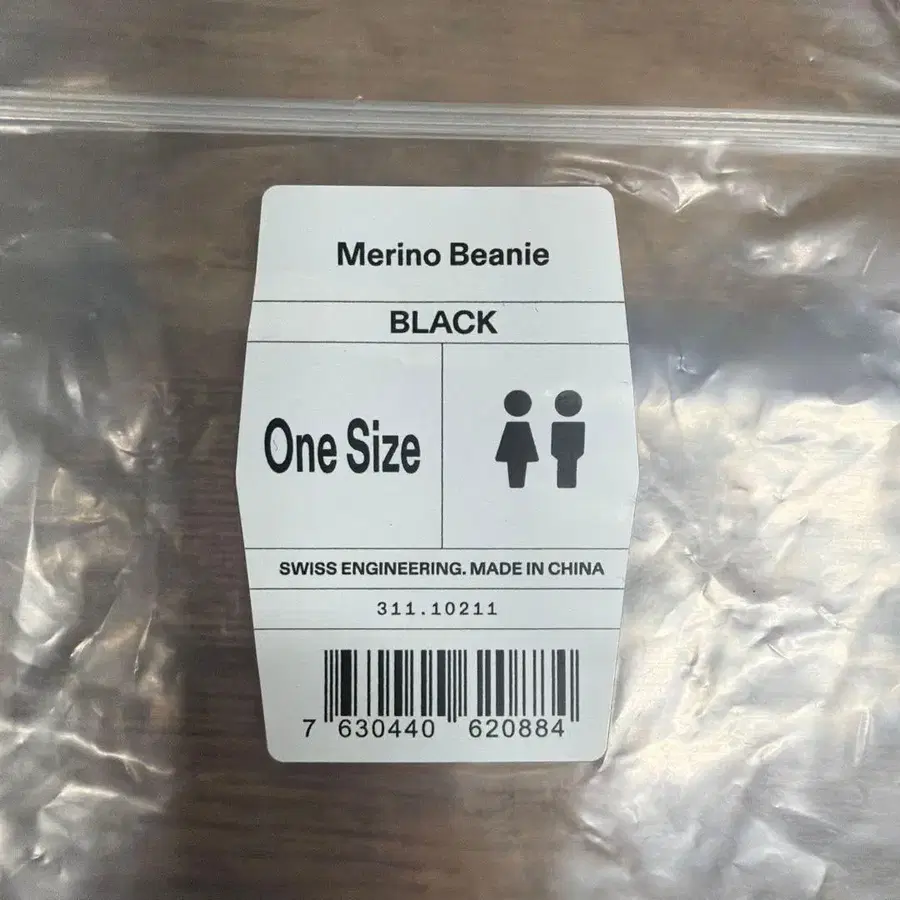 Merino Beanie
BLACK
One Size
SWISS ENGINEERING. MADE IN CHINA
311.10211
7 630440 620884